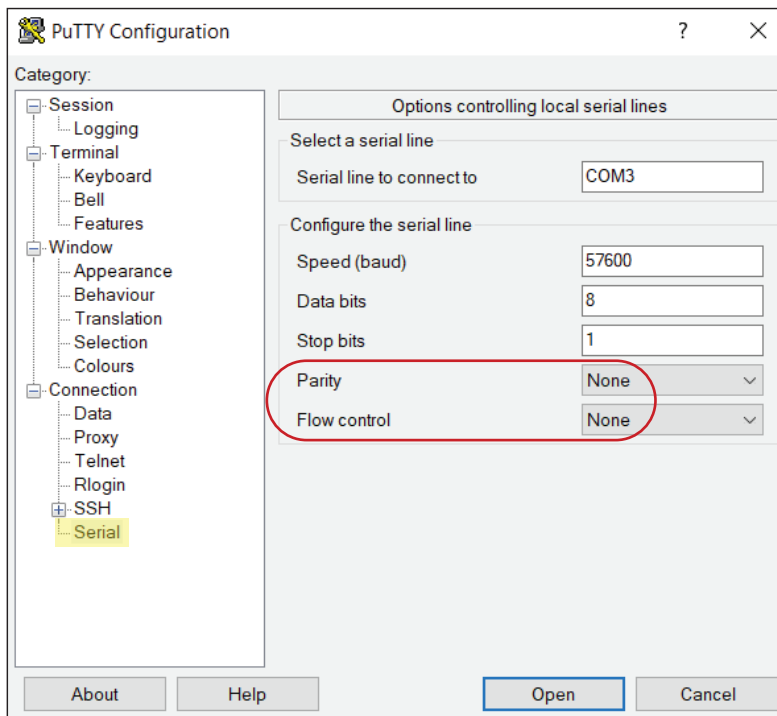 PuTTY Configuration
?
Category:
Session
Logging
Terminal
Keyboard
Bell
Features
Window
Appearance
Behaviour
Translation
Selection
Colours
Connection
Data
Proxy
Telnet
Rlogin
SSH
Serial
Options controlling local serial lines
Select a serial line
Serial line to connect to COM3
Configure the serial line
Speed (baud) 57600
Data bits 8
Stop bits 1
Parity None
Flow control None
About Help Open Cancel